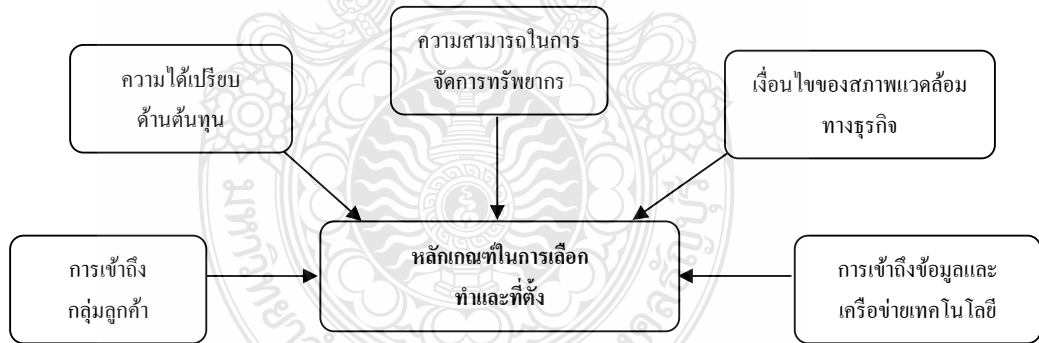 ความสามารถในการ
จัดการทรัพยากร
ความได้เปรียบ
ด้านต้นทุน
เงื่อนไขของสภาพแวดล้อม
ทางธุรกิจ
หลักเกณฑ์ในการเลือก
ทำและที่ตั้ง
การเข้าถึง
กลุ่มลูกค้า
การเข้าถึงข้อมูลและ
เครือข่ายเทคโนโลยี